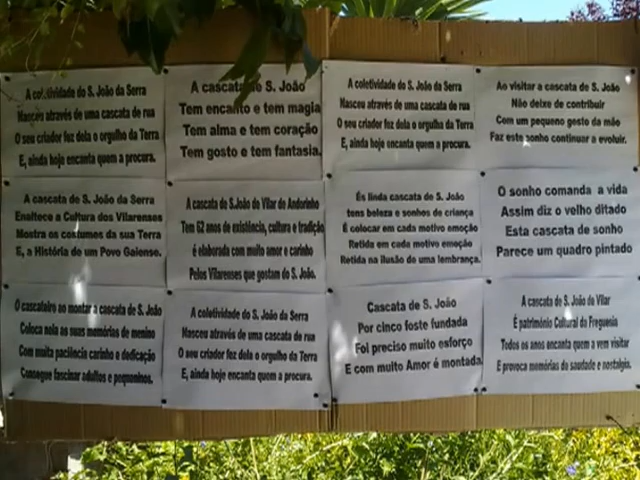 A coletividade do S. João da Serra
Nasceu através de uma cascata de rua
O seu criador fez dela o orgulho da Terra
E, ainda hoje encanta quem a procura.
A cascata de S. João
Tem encanto e tem magia
Tem alma e tem coração
Tem gosto e tem fantasia.
A coletividade do S. João da Serra
Nasceu através de uma cascata de rua
O seu criador fez dela o orgulho da Terra
E, ainda hoje encanta quem a procura.
Ao visitar a cascata de S. João
Não deixe de contribuir
Com um pequeno gesto da mão
Faz este sonho continuar a evoluir.
A cascata de S. João da Serra
Enaltece a Cultura dos Vilarenses
Mostra os costumes da sua Terra
E, a História de um Povo Gaiense.
A cascata de S.João de Vilar de Andorinho
Tem 62 anos de existência, cultura e tradição
é elaborada com muito amor e carinho
Pelos Vilarenses que gostam do S. João.
És linda cascata de S. João
tens beleza e sonhos de criança
É colocar em cada motivo emoção
Retida em cada motivo emoção
Retida na ilusão de uma lembrança.
O sonho comanda a vida
Assim diz o velho ditado
Esta cascata de sonho
Parece um quadro pintado
O cascateiro ao montar a cascata de S. João
Coloca nela as suas memórias de menino
Com muita paciência carinho e dedicação
Consegue fascinar adultos e pequeninos.
A coletividade do S. João da Serra
Nasceu através de uma cascata de rua
O seu criador fez dela o orgulho da Terra
E, ainda hoje encanta quem a procura.
Cascata de S. João
Por cinco foste fundada
Foi preciso muito esforço
E com muito Amor é montada.
A cascata de S. João de Vilar
É património Cultural da Freguesia
Todos os anos encanta quem a vem visitar
E provoca memórias da saudade e nostalgia.